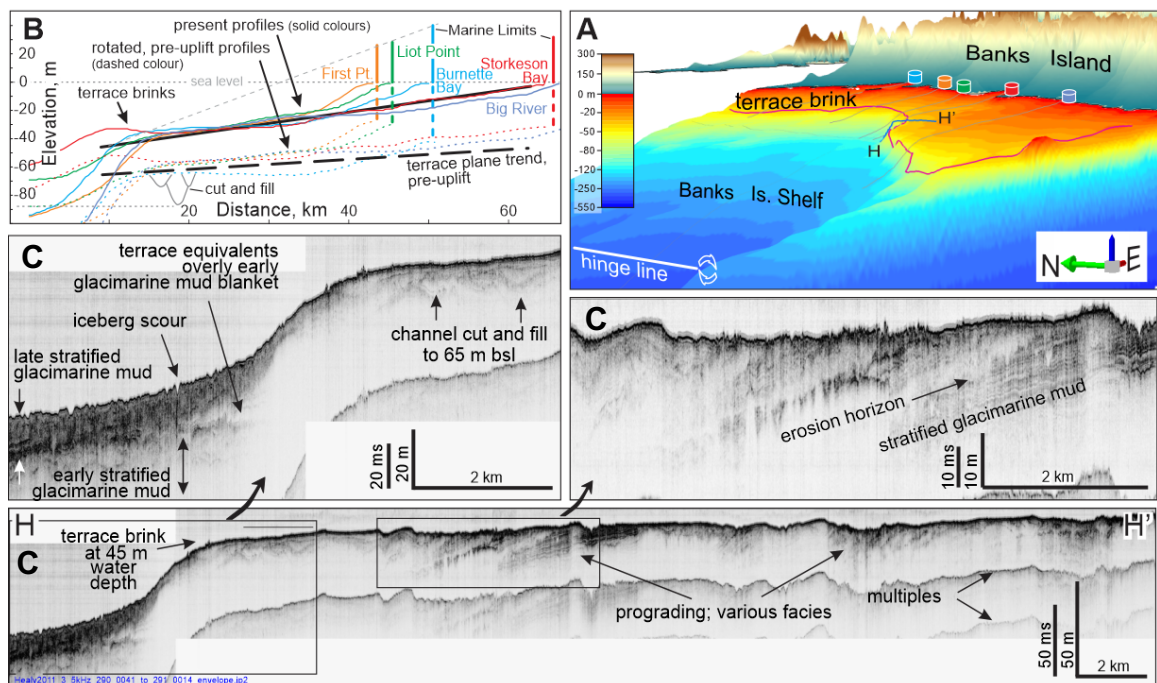 B
present profiles (solid colours)
Marine Limits
rotated, pre-uplift profiles
(dashed colour)
Liot Point
Storkeson
Bay
sea level
First Pt.
Burnette
Bay
terrace brinks
Big River
Elevation, m
20
0
-20
-40
-60
-80
terrace plane trend,
pre-uplift
cut and fill
20
Distance, km
40
60
A
300
150
0 m
-50
-90
-120
-550
Banks Island
terrace brink
H'
H
Banks Is. Shelf
hinge line
N
E
C
terrace equivalents
overly early
glacimarine mud blanket
iceberg scour
late stratified
glacimarine mud
channel cut and fill
to 65 m bsl
early stratified
glacimarine mud
20 ms
20 m
2 km
C
erosion horizon
stratified glacimarine mud
10 ms
10 m
2 km
H
H'
C
terrace brink
at 45 m
water
depth
prograding; various facies
multiples
50 ms
50 m
2 km
Healy2011_3_5kHz_290_0041_to_291_0014_envelope.jp2